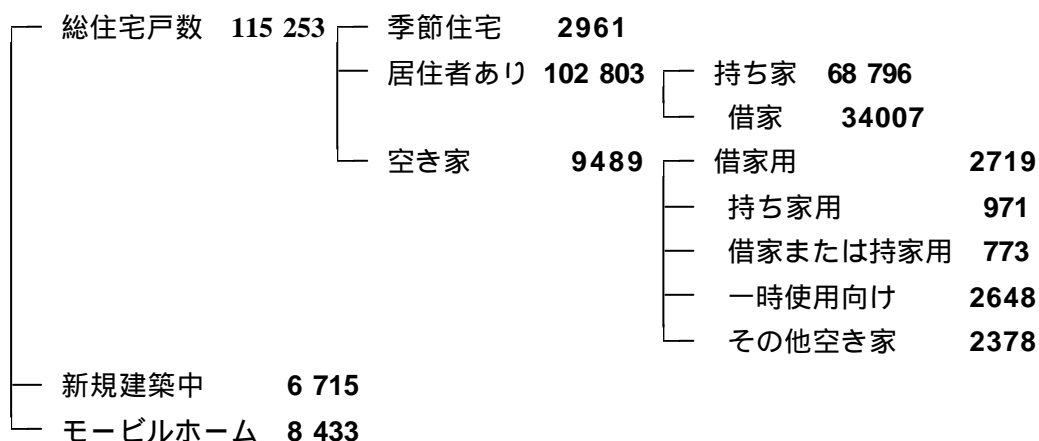 総住宅戸数 115 253 季節住宅 2961
居住者あり 102 803 持ち家 68 796
借家 34007
空き家 9489 借家用 2719
持ち家用 971
借家または持家用 773
一時使用向け 2648
その他空き家 2378
新規建築中 6 715
モービルホーム 8 433